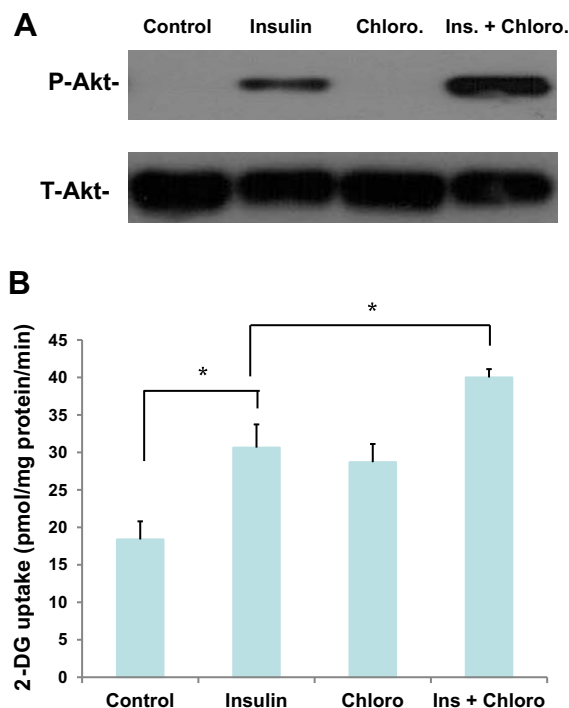 A
Control Insulin Chloro. Ins. + Chloro.
P-Akt-
T-Akt-
B
2-DG uptake (pmol/mg protein/min)
45
40
35
30
25
20
15
10
5
0
*
*
Control Insulin Chloro Ins + Chloro